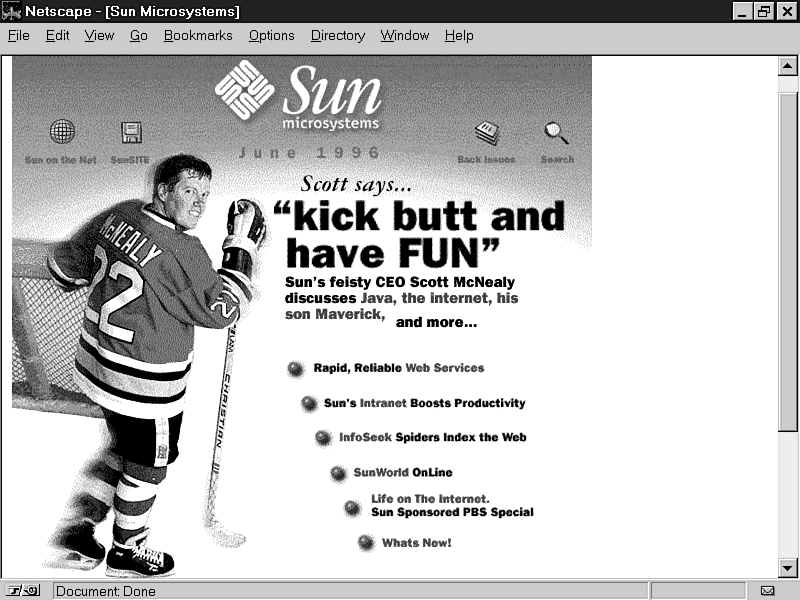 Netscape - [Sun Microsystems]
File Edit View Go Bookmarks Options Directory Window Help
Sun
microsystems
June 1996
Sun on the Net SunSITE Back Issues Search
Scott says...
“kick butt and
have FUN”
Sun's feisty CEO Scott McNealy
discusses Java, the internet, his
son Maverick, and more...
McNEALY
22
22
CHRISTIAN
Rapid, Reliable Web Services
Sun's Intranet Boosts Productivity
InfoSeek Spiders Index the Web
SunWorld OnLine
Life on The Internet.
Sun Sponsored PBS Special
Whats New!
Document: Done